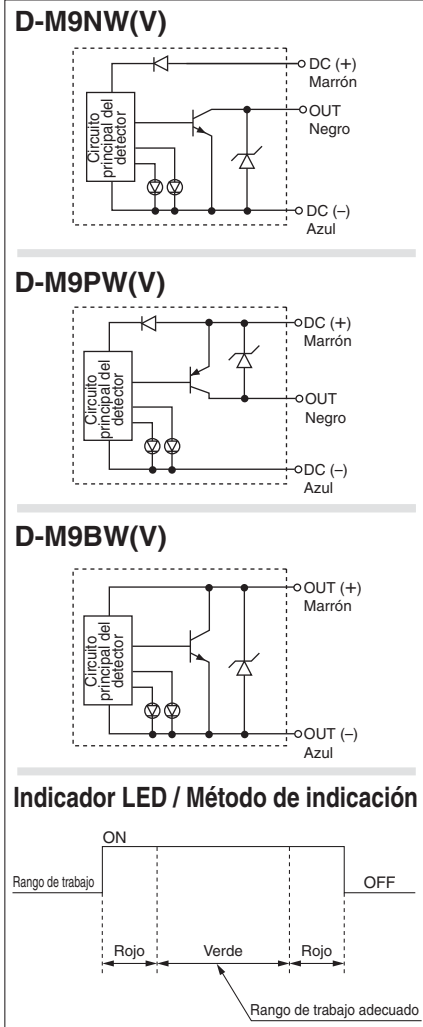 D-M9NW(V)
DC (+)
Marrón
OUT
Negro
Circuito
principal del
detector
DC (–)
Azul
D-M9PW(V)
DC (+)
Marrón
Circuito
principal del
detector
OUT
Negro
DC (–)
Azul
D-M9BW(V)
OUT (+)
Marrón
Circuito
principal del
detector
OUT (–)
Azul
Indicador LED / Método de indicación
ON
Rango de trabajo
OFF
Rojo
Verde
Rojo
Rango de trabajo adecuado